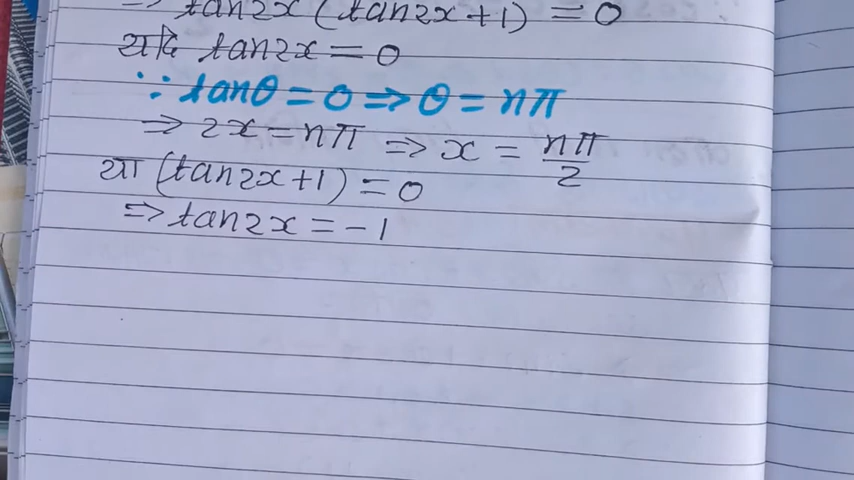 ⇒ tan2x (tan2x+1) = 0
यदि tan2x = 0
∵ tanθ = 0 ⇒ θ = nπ
⇒ 2x = nπ ⇒ x = nπ/2
या (tan2x+1) = 0
⇒ tan2x = -1